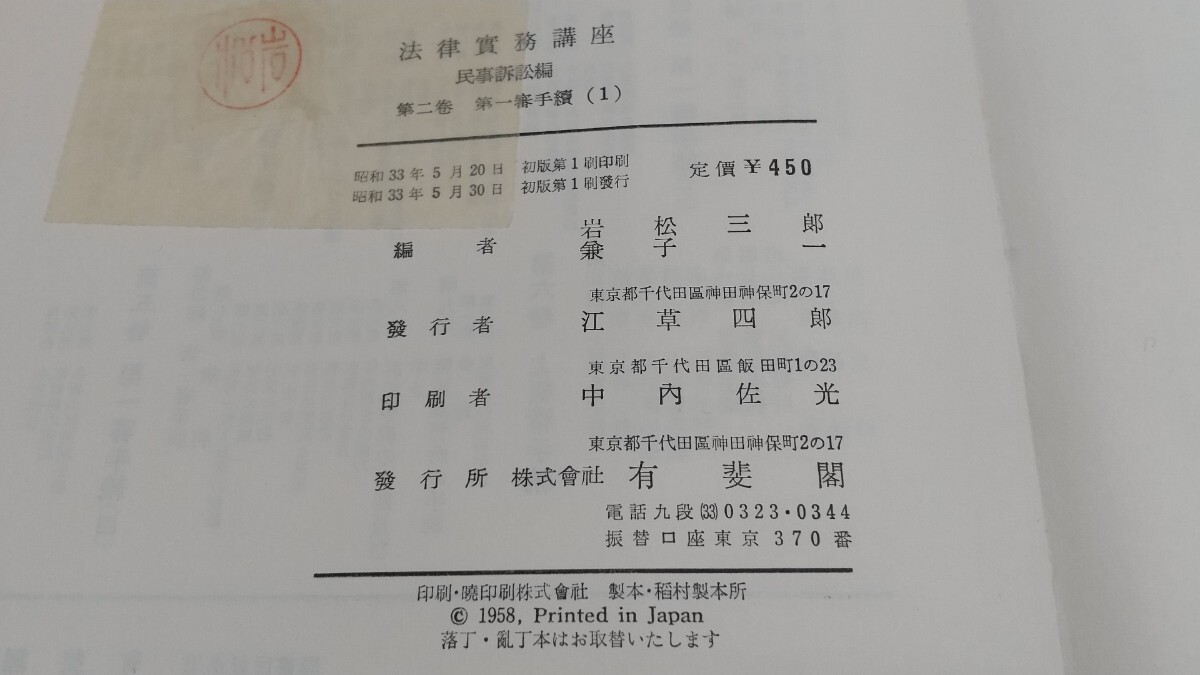 法律實務講座
民事訴訟編
第二卷 第一審手續(1)
昭和33年5月20日 初版第1刷印刷
昭和33年5月30日 初版第1刷發行
定價￥450
岩松三郎
編者
兼子一
東京都千代田區神田神保町2の17
發行者 江草四郎
東京都千代田區飯田町1の23
印刷者 中內佐光
東京都千代田區神田神保町2の17
發行所 株式會社 有斐閣
電話九段(33)0323・0344
振替口座東京370番
印刷・曉印刷株式會社 製本・稻村製本所
© 1958, Printed in Japan
落丁・亂丁本はお取替いたします